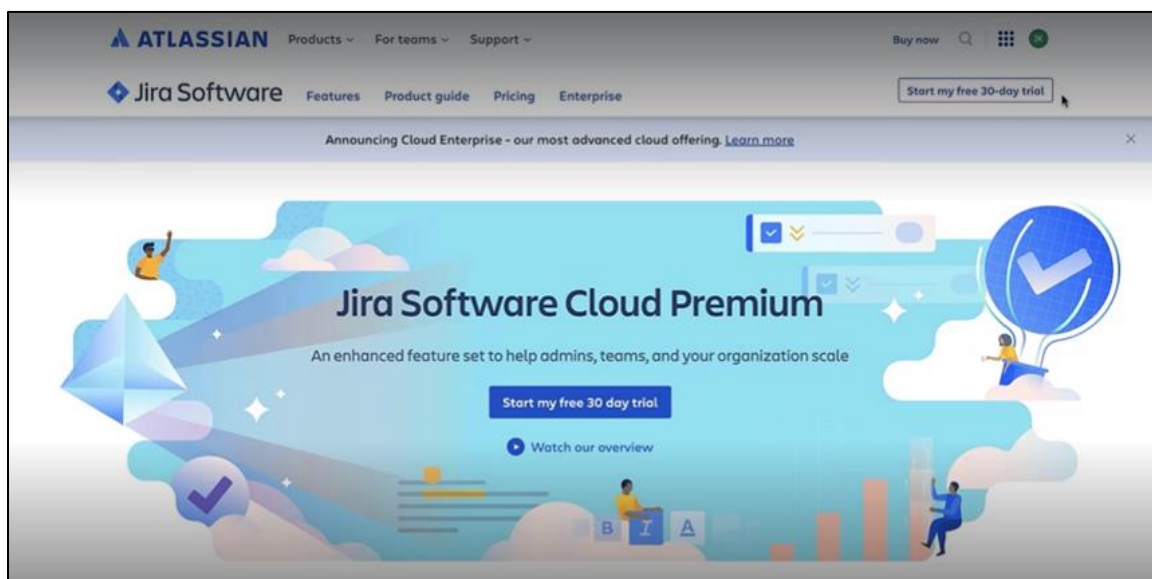 ATLASSIAN Products For teams Support Buy now JK
Jira Software Features Product guide Pricing Enterprise Start my free 30-day trial
Announcing Cloud Enterprise - our most advanced cloud offering. Learn more
Jira Software Cloud Premium
An enhanced feature set to help admins, teams, and your organization scale
Start my free 30 day trial
Watch our overview
B I A